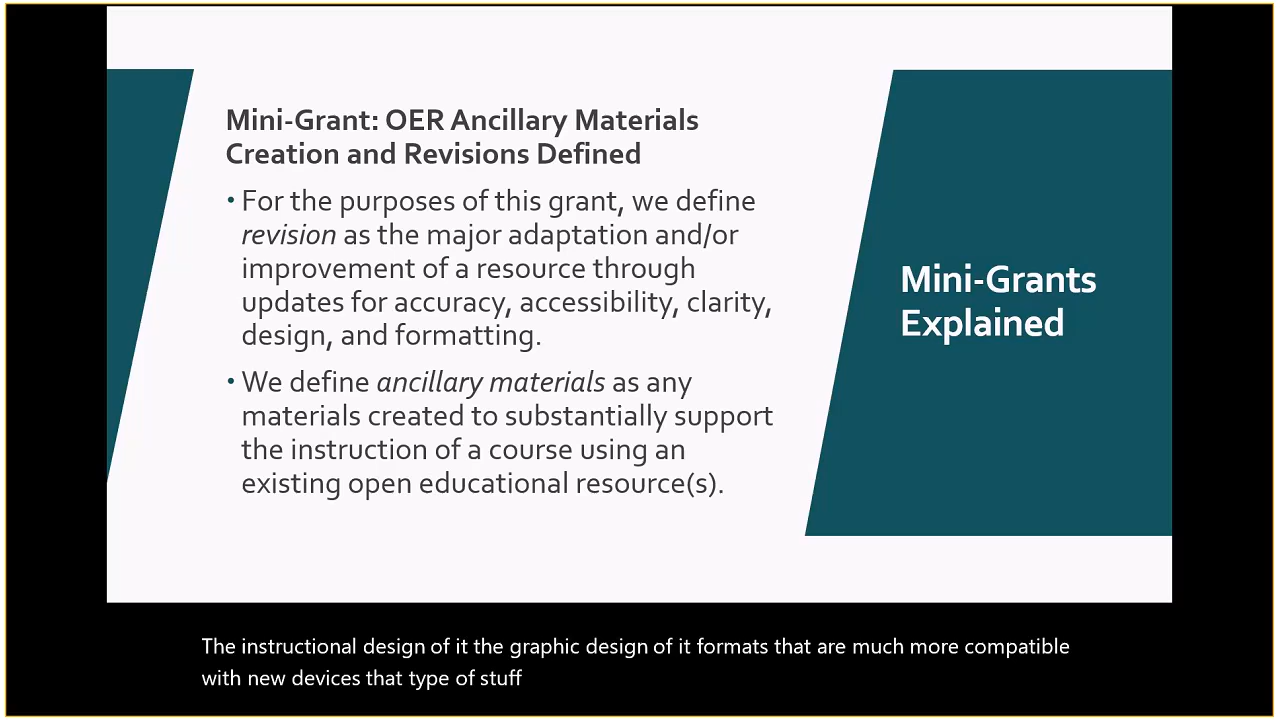 Mini-Grant: OER Ancillary Materials
Creation and Revisions Defined
• For the purposes of this grant, we define
revision as the major adaptation and/or
improvement of a resource through
updates for accuracy, accessibility, clarity,
design, and formatting.
• We define ancillary materials as any
materials created to substantially support
the instruction of a course using an
existing open educational resource(s).
Mini-Grants
Explained
The instructional design of it the graphic design of it formats that are much more compatible
with new devices that type of stuff